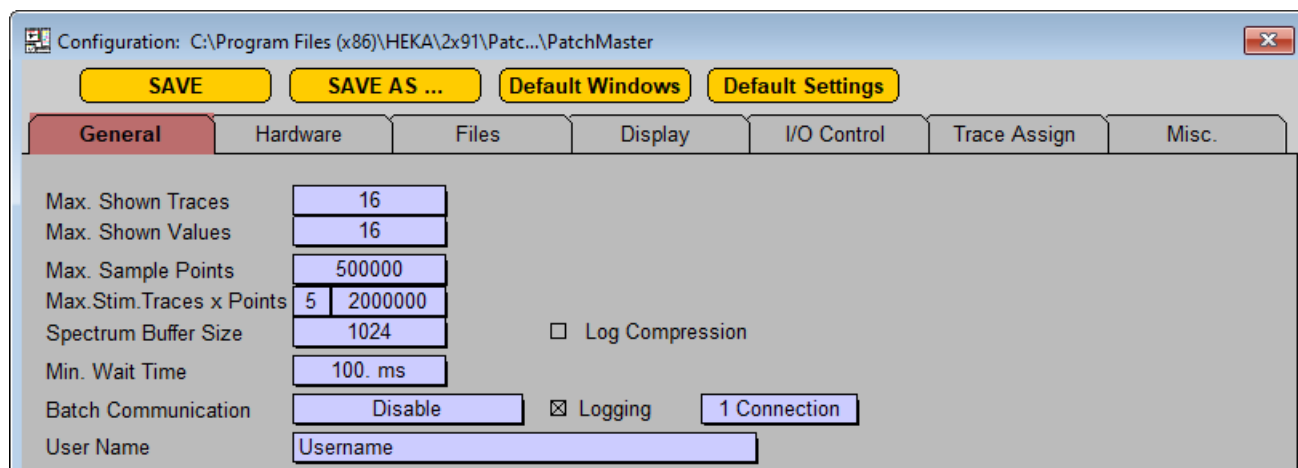 Configuration: C:\Program Files (x86)\HEKA\2x91\Patc...\PatchMaster
SAVE SAVE AS ... Default Windows Default Settings
General Hardware Files Display I/O Control Trace Assign Misc.
Max. Shown Traces 16
Max. Shown Values 16
Max. Sample Points 500000
Max.Stim.Traces x Points 5 2000000
Spectrum Buffer Size 1024 Log Compression
Min. Wait Time 100. ms
Batch Communication Disable Logging 1 Connection
User Name Username